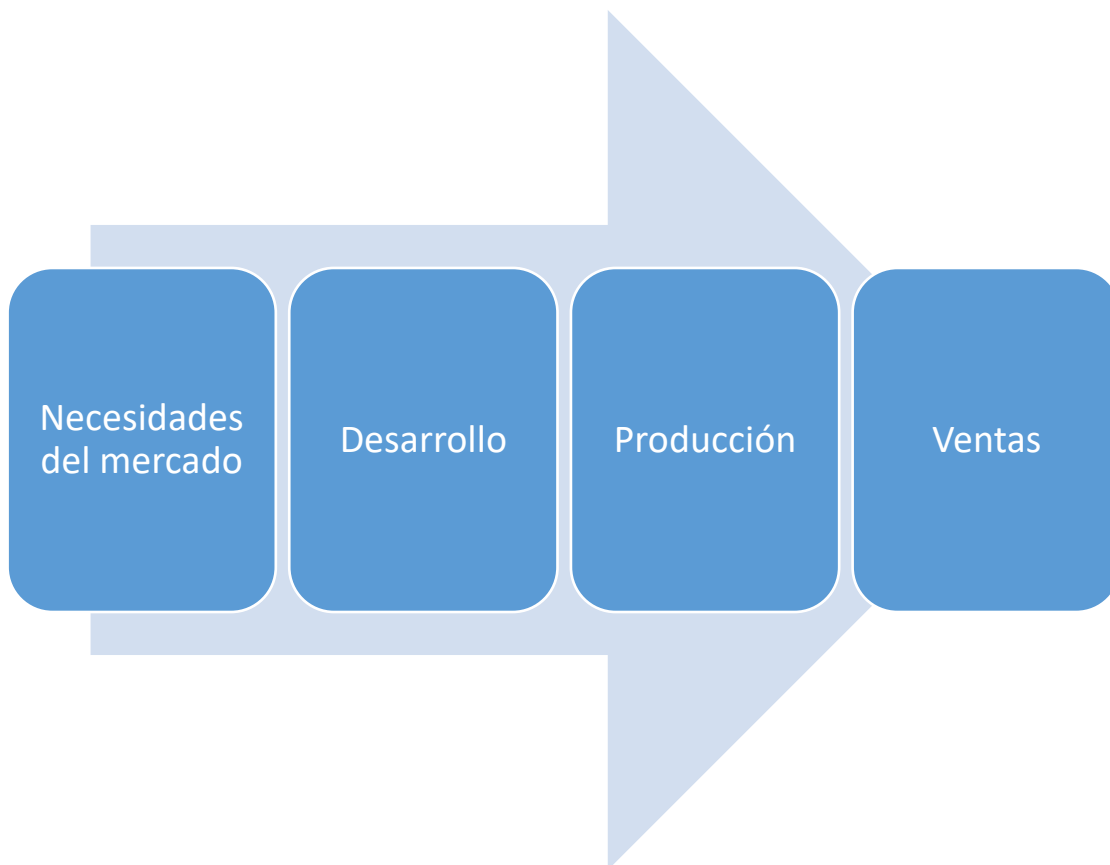 Necesidades
del mercado
Desarrollo
Producción
Ventas